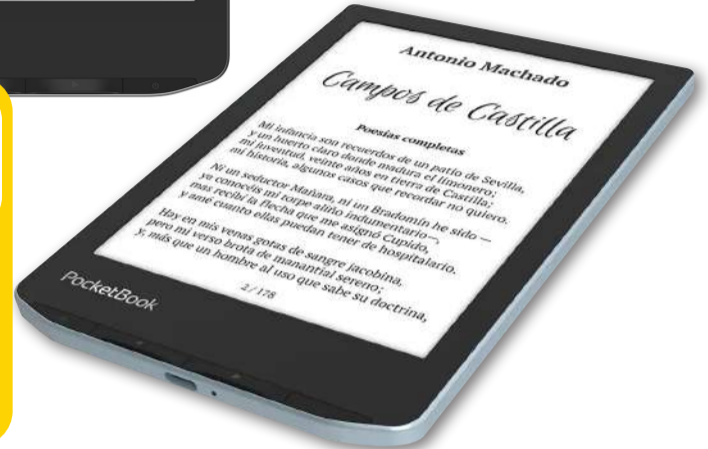 Antonio Machado
Campos de Castilla
Poesías completas
Mi infancia son recuerdos de un patio de Sevilla,
y un huerto claro donde madura el limonero;
mi juventud, veinte años en tierra de Castilla;
mi historia, algunos casos que recordar no quiero.
Ni un seductor Mañara, ni un Bradomín he sido —
ya conocéis mi torpe aliño indumentario—,
mas recibí la flecha que me asignó Cupido,
y amé cuanto ellas puedan tener de hospitalario.
Hay en mis venas gotas de sangre jacobina,
pero mi verso brota de manantial sereno;
y, más que un hombre al uso que sabe su doctrina,
2 / 178
PocketBook